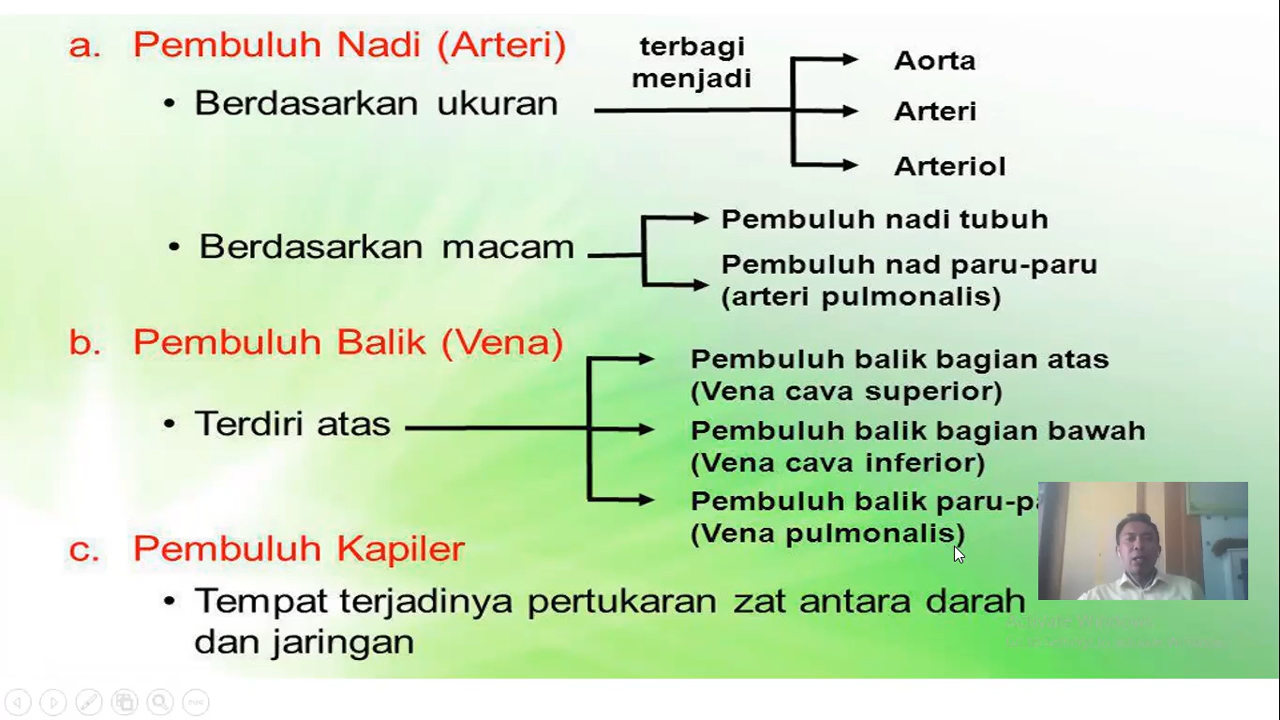 a. Pembuluh Nadi (Arteri)
terbagi
menjadi
• Berdasarkan ukuran
Aorta
Arteri
Arteriol
• Berdasarkan macam
Pembuluh nadi tubuh
Pembuluh nad paru-paru
(arteri pulmonalis)
b. Pembuluh Balik (Vena)
• Terdiri atas
Pembuluh balik bagian atas
(Vena cava superior)
Pembuluh balik bagian bawah
(Vena cava inferior)
Pembuluh balik
(Vena pulmonalis)
c. Pembuluh Kapiler
• Tempat terjadinya pertukaran zat antara darah
dan jaringan